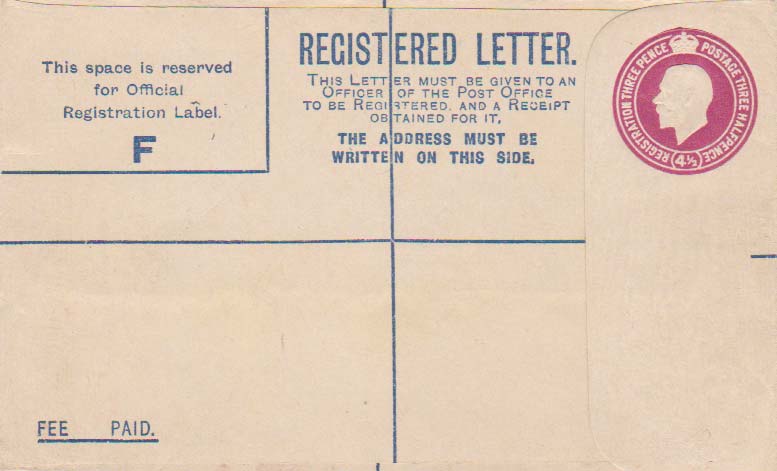 This space is reserved
for Official
Registration Label.
F
REGISTERED LETTER.
THIS LETTER MUST BE GIVEN TO AN
OFFICER OF THE POST OFFICE
TO BE REGISTERED, AND A RECEIPT
OBTAINED FOR IT.
THE ADDRESS MUST BE
WRITTEN ON THIS SIDE.
REGISTRATION THREE PENCE
POSTAGE THREE HALFPENCE
4½
FEE PAID.